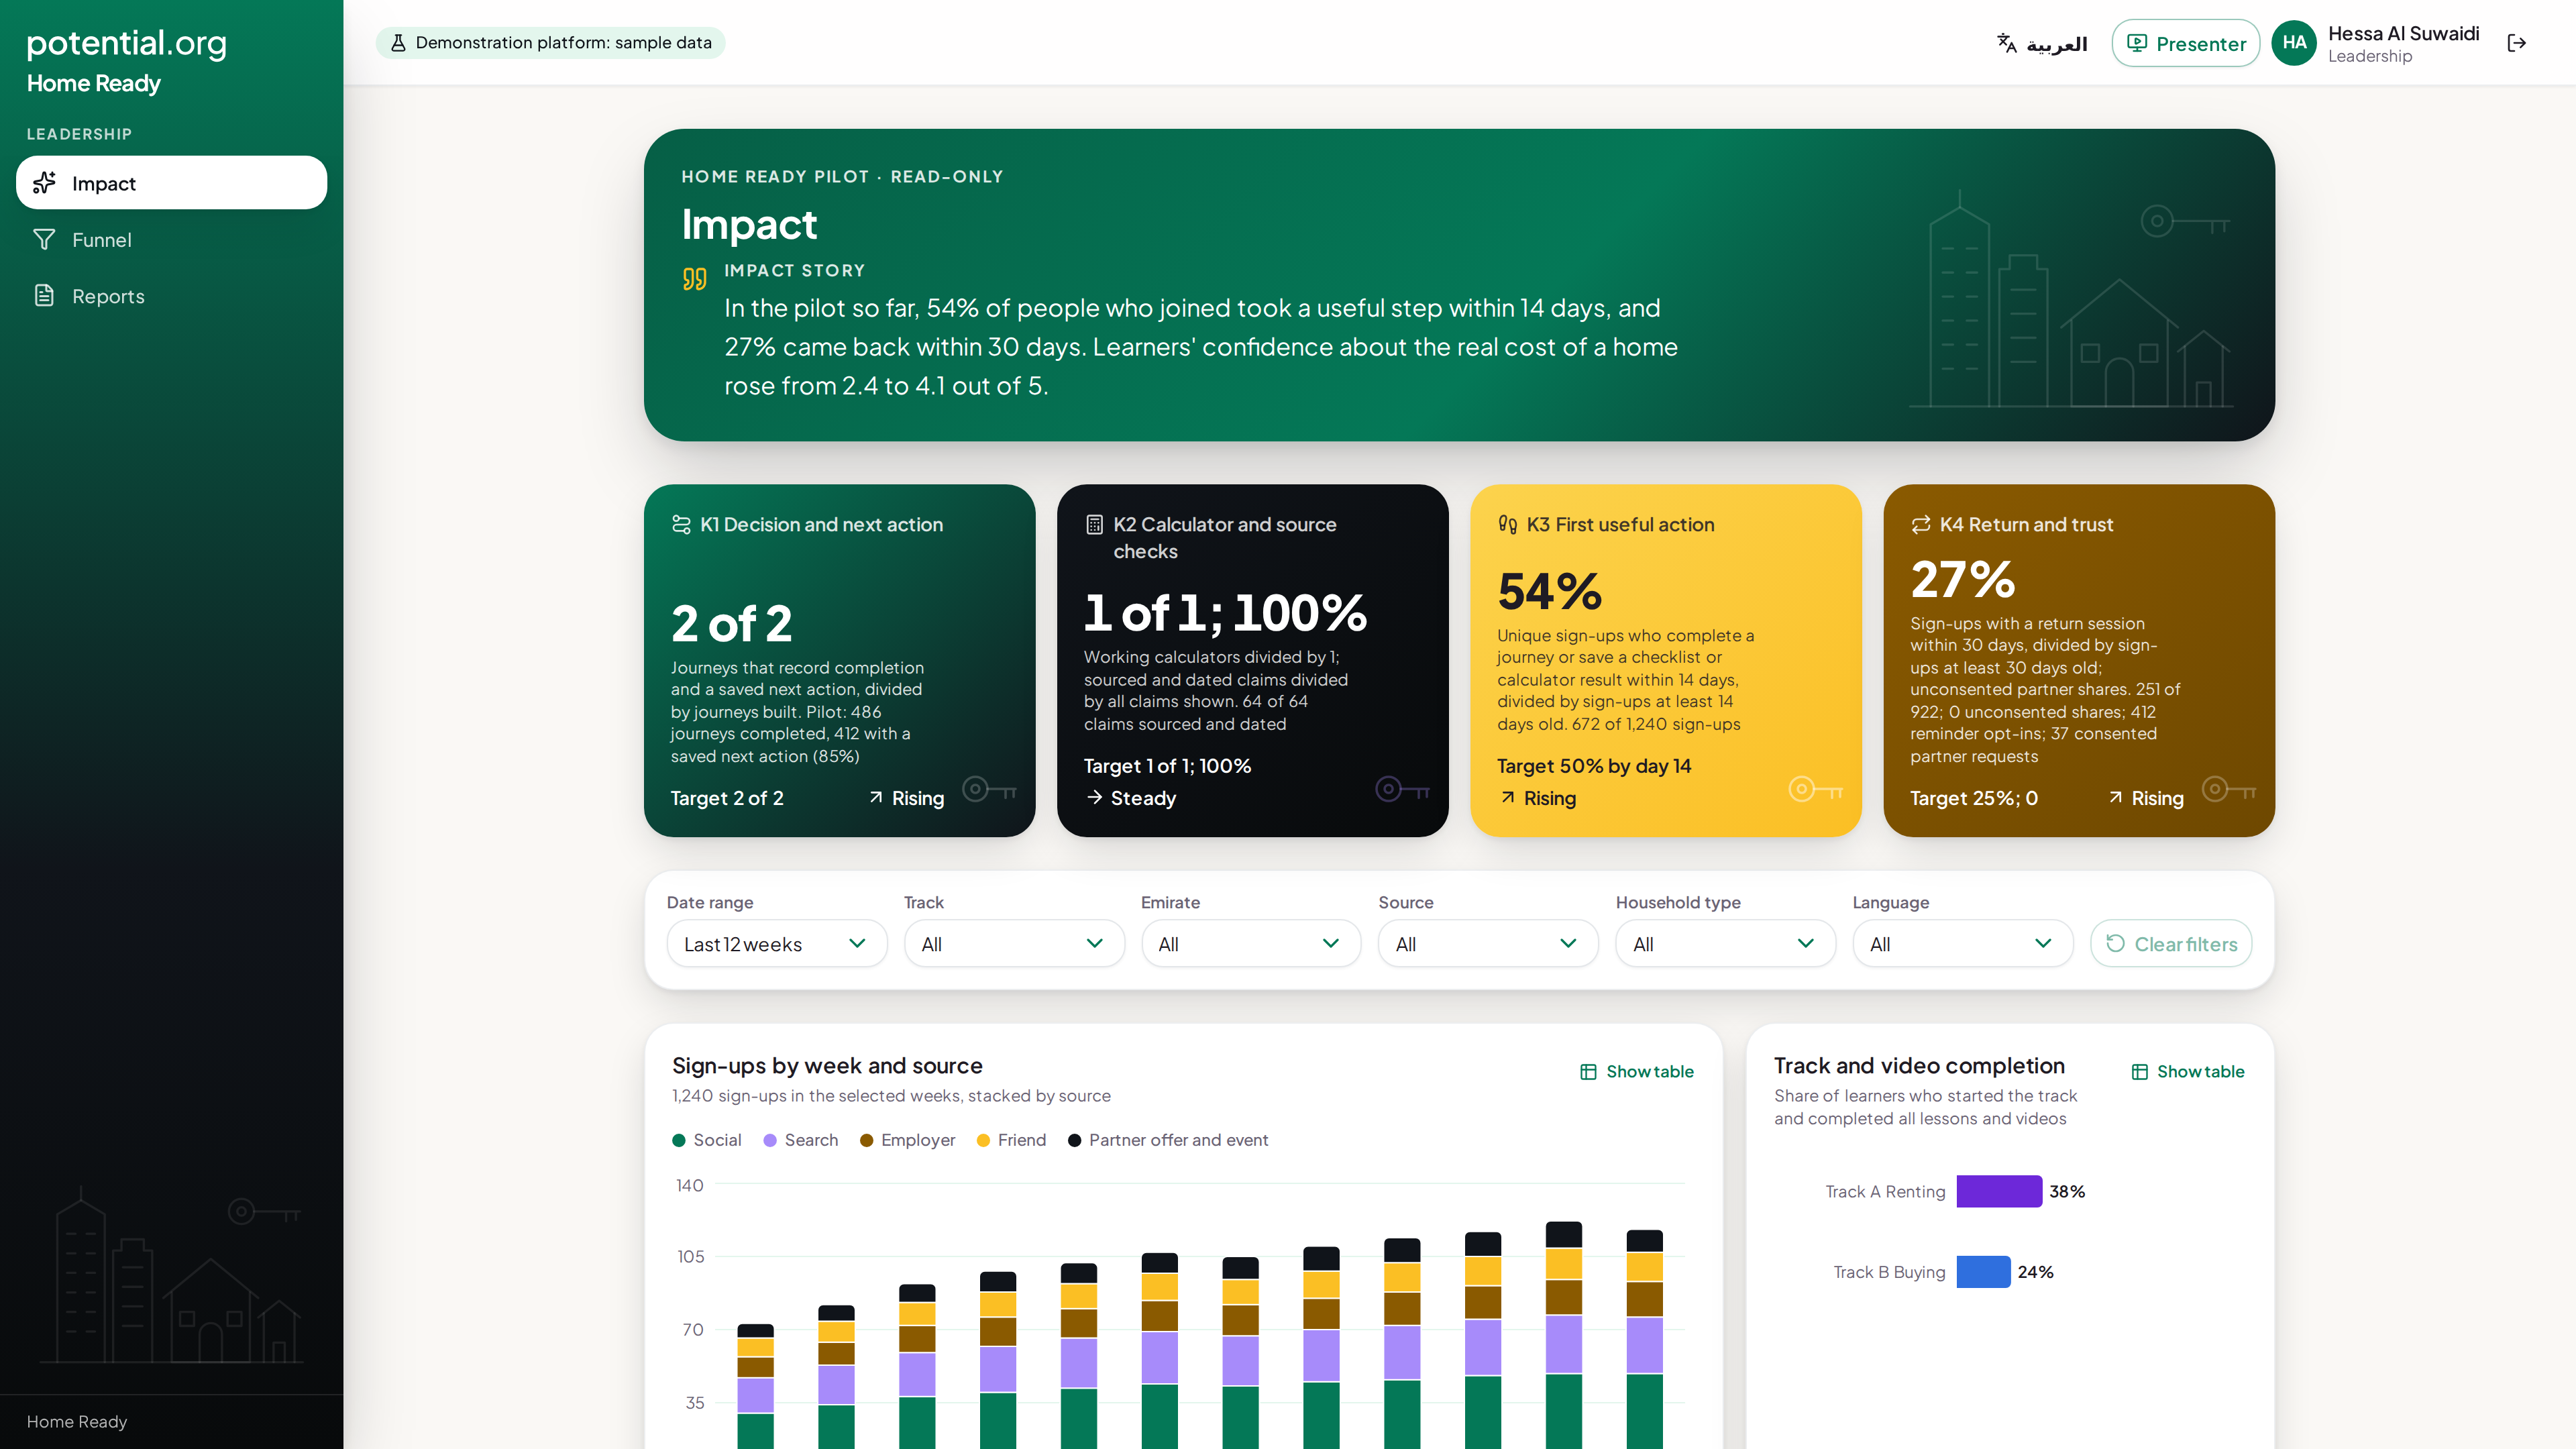 potential.org
Home Ready
LEADERSHIP
Impact
Funnel
Reports
Home Ready
Demonstration platform: sample data
العربية
Presenter
HA
Hessa Al Suwaidi
Leadership
HOME READY PILOT · READ-ONLY
Impact
IMPACT STORY
In the pilot so far, 54% of people who joined took a useful step within 14 days, and
27% came back within 30 days. Learners' confidence about the real cost of a home
rose from 2.4 to 4.1 out of 5.
K1 Decision and next action
2 of 2
Journeys that record completion
and a saved next action, divided
by journeys built. Pilot: 486
journeys completed, 412 with a
saved next action (85%)
Target 2 of 2
Rising
K2 Calculator and source
checks
1 of 1; 100%
Working calculators divided by 1;
sourced and dated claims divided
by all claims shown. 64 of 64
claims sourced and dated
Target 1 of 1; 100%
Steady
K3 First useful action
54%
Unique sign-ups who complete a
journey or save a checklist or
calculator result within 14 days,
divided by sign-ups at least 14
days old. 672 of 1,240 sign-ups
Target 50% by day 14
Rising
K4 Return and trust
27%
Sign-ups with a return session
within 30 days, divided by sign-
ups at least 30 days old;
unconsented partner shares. 251 of
922; 0 unconsented shares; 412
reminder opt-ins; 37 consented
partner requests
Target 25%; 0
Rising
Date range
Last 12 weeks
Track
All
Emirate
All
Source
All
Household type
All
Language
All
Clear filters
Sign-ups by week and source
Show table
1,240 sign-ups in the selected weeks, stacked by source
Social
Search
Employer
Friend
Partner offer and event
140
105
70
35
Track and video completion
Show table
Share of learners who started the track
and completed all lessons and videos
Track A Renting
38%
Track B Buying
24%